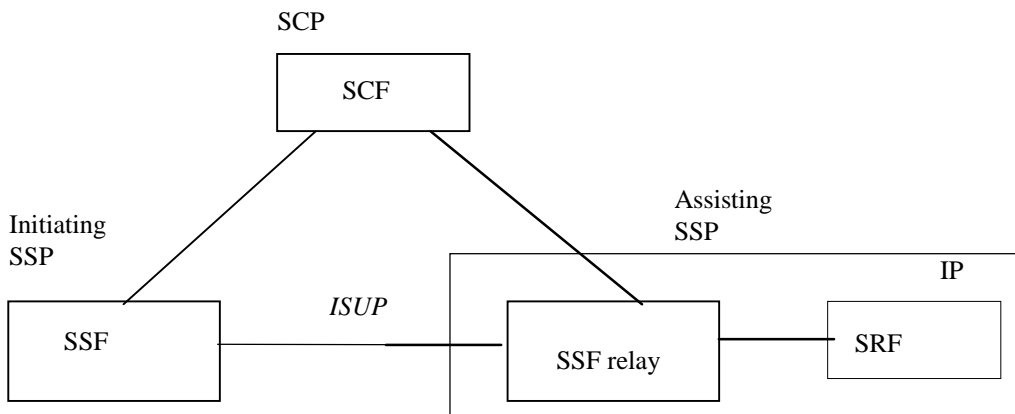 SCP
SCF
Initiating
SSP
Assisting
SSP
IP
ISUP
SSF
SSF relay
SRF